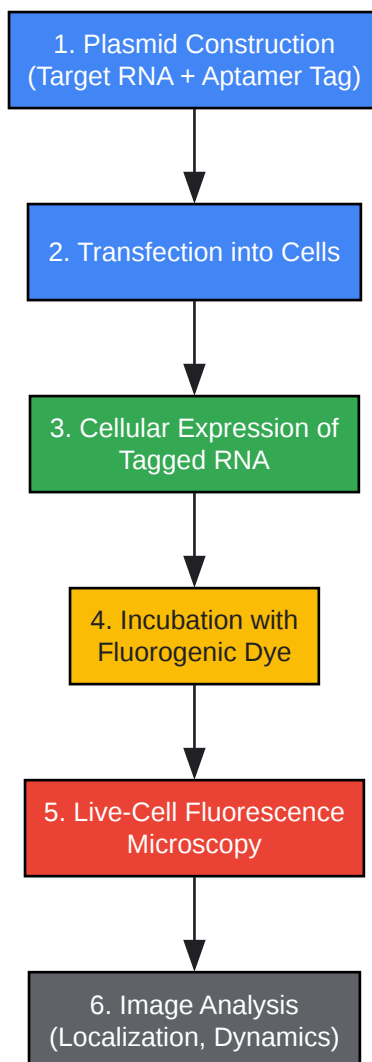 1. Plasmid Construction
(Target RNA + Aptamer Tag)
2. Transfection into Cells
3. Cellular Expression of
Tagged RNA
4. Incubation with
Fluorogenic Dye
5. Live-Cell Fluorescence
Microscopy
6. Image Analysis
(Localization, Dynamics)